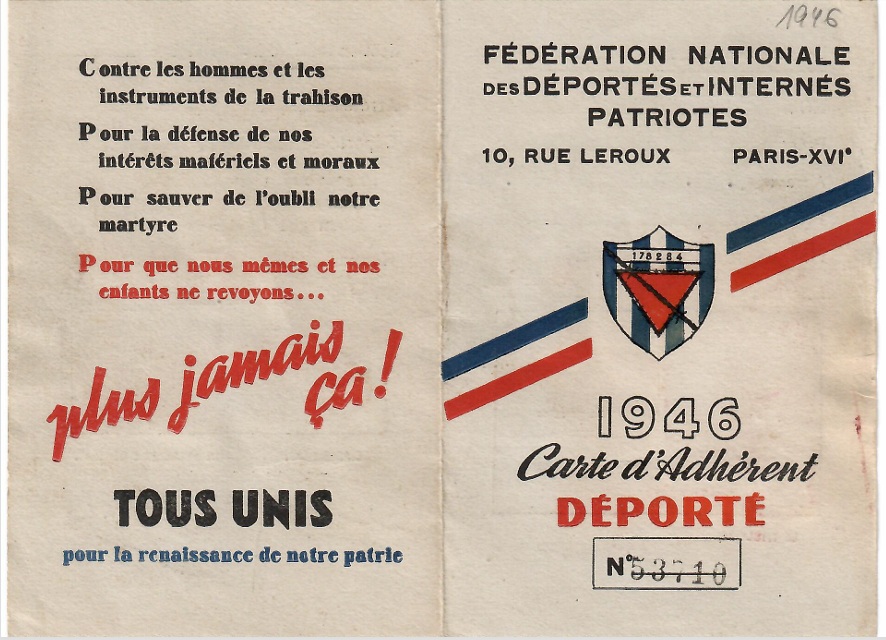 Contre les hommes et les
instruments de la trahison
Pour la défense de nos
intérêts matériels et moraux
Pour sauver de l'oubli notre
martyre
Pour que nous mêmes et nos
enfants ne revoyons...
plus jamais
ça!
TOUS UNIS
pour la renaissance de notre patrie
1946
FÉDÉRATION NATIONALE
DES DÉPORTÉS ET INTERNÉS
PATRIOTES
10, RUE LEROUX PARIS-XVIe
178284
1946
Carte d'Adhérent
DÉPORTÉ
N° 53710